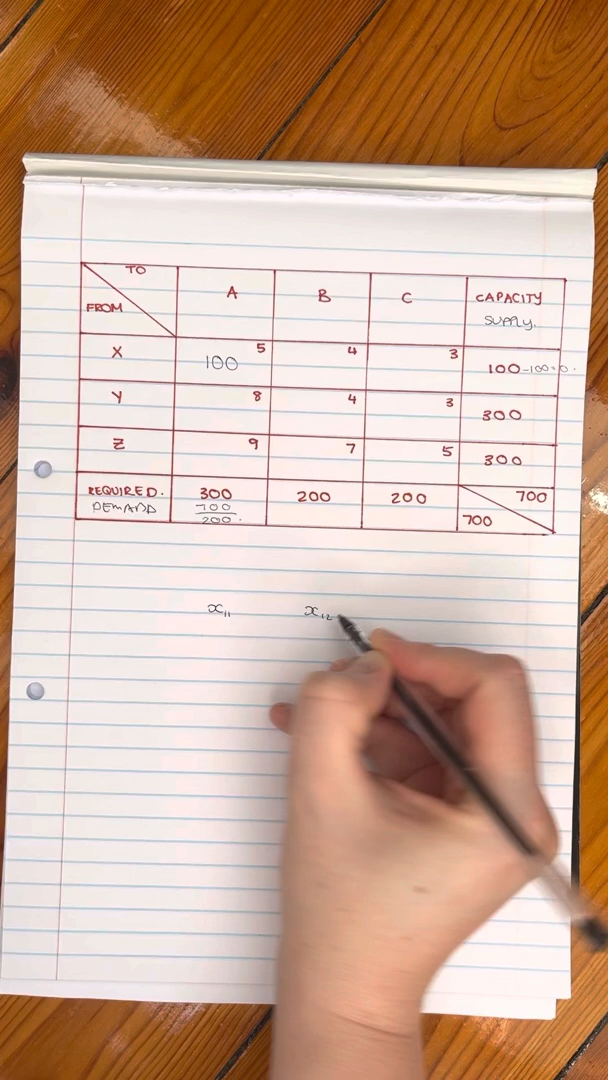 TO
FROM
A B C CAPACITY
SUPPLY.
X 5 4 3
100 100-100=0.
Y 8 4 3 300
Z 9 7 5 300
REQUIRED. 300 200 200 700
DEMAND 100 700
200.
x₁₁ x₁₂